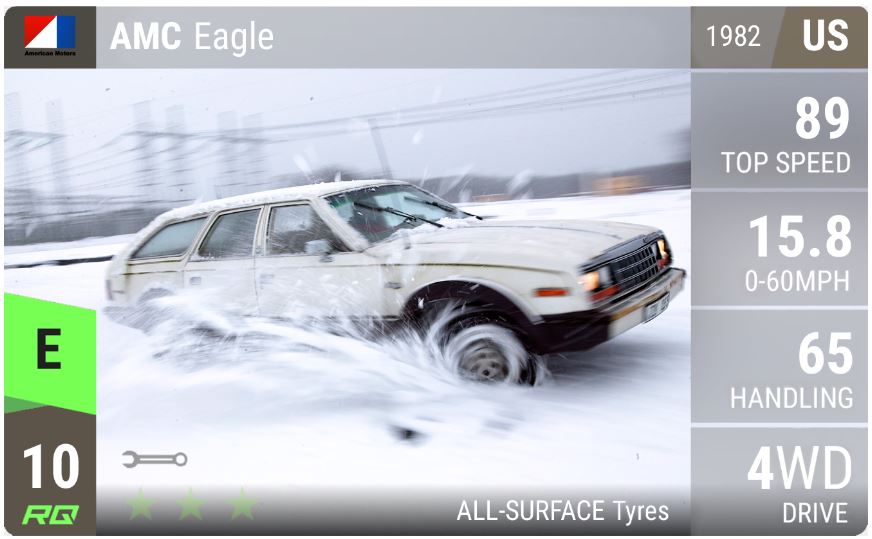 American Motors
AMC Eagle
1982
US
89
TOP SPEED
15.8
0-60MPH
65
HANDLING
4WD
DRIVE
E
10
RQ
ALL-SURFACE Tyres